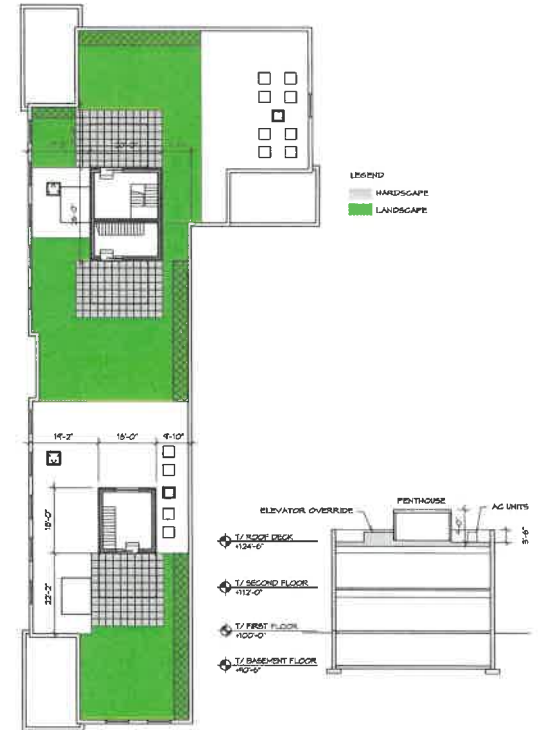 LEGEND
HARDSCAPE
LANDSCAPE
19'-2"
15'-0"
9'-10"
18'-0"
22'-2"
ELEVATOR OVERRIDE
PENTHOUSE
AC UNITS
T/ ROOF DECK
+124'-6"
T/ SECOND FLOOR
+112'-0"
T/ FIRST FLOOR
+100'-0"
T/ BASEMENT FLOOR
+90'-6"